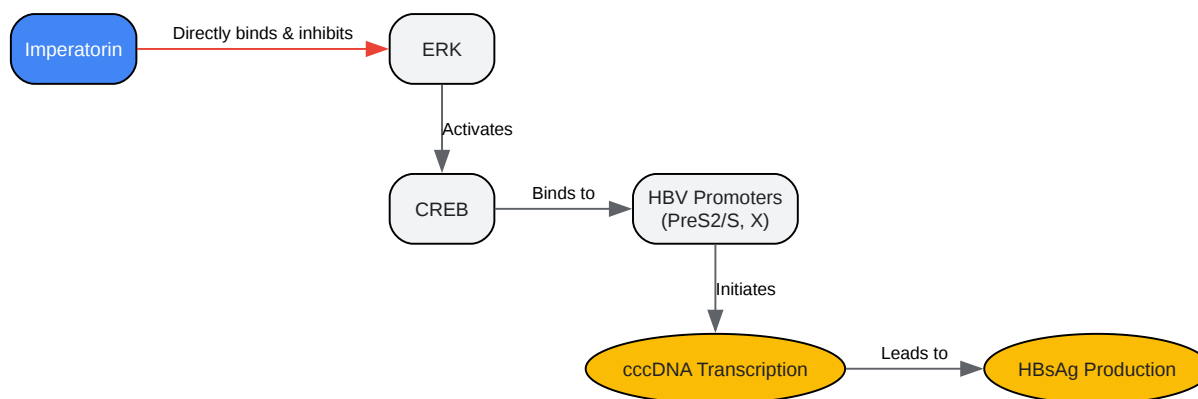 Imperatorin
Directly binds & inhibits
ERK
Activates
CREB
Binds to
HBV Promoters
(PreS2/S, X)
Initiates
cccDNA Transcription
Leads to
HBsAg Production